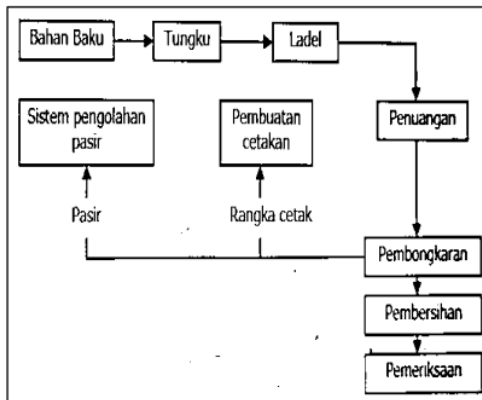 Bahan Baku
Tungku
Ladel
Sistem pengolahan
pasir
Pembuatan
cetakan
Penuangan
Pasir
Rangka cetak
Pembongkaran
Pembersihan
Pemeriksaan